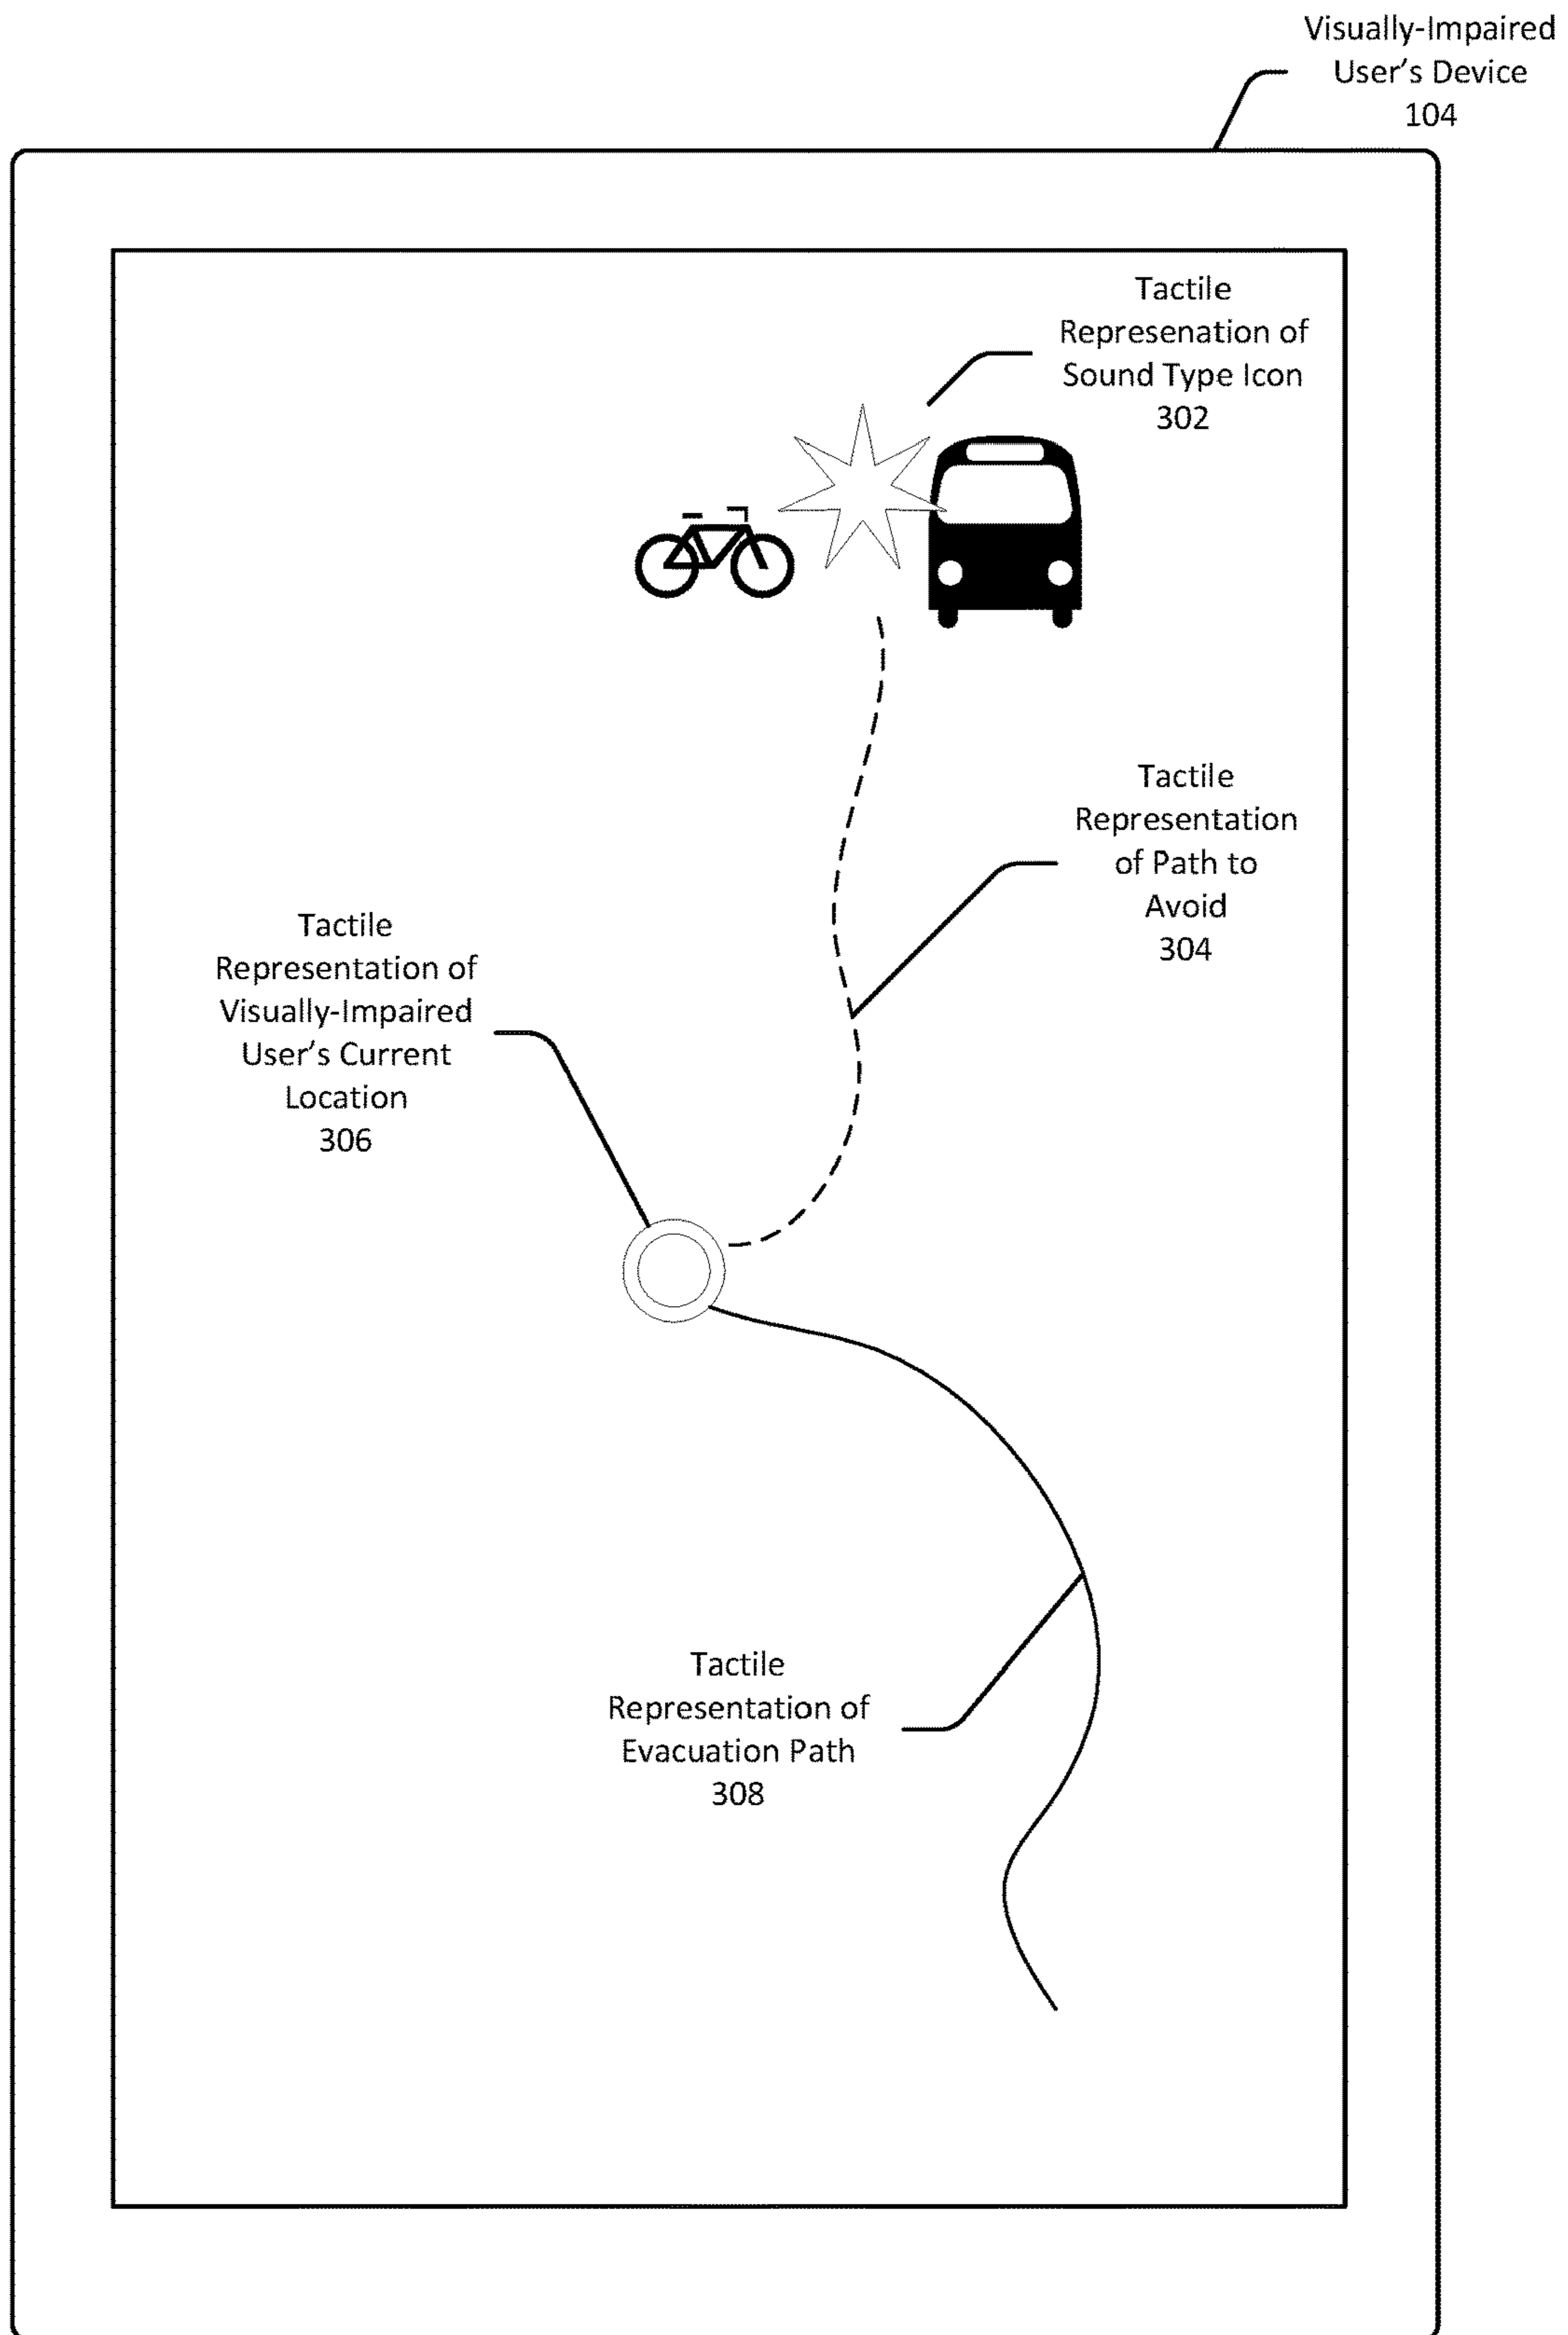 Visually-Impaired
User's Device
104
Tactile
Represenation of
Sound Type Icon
302
Tactile
Representation
of Path to
Avoid
304
Tactile
Representation of
Visually-Impaired
User's Current
Location
306
Tactile
Representation of
Evacuation Path
308